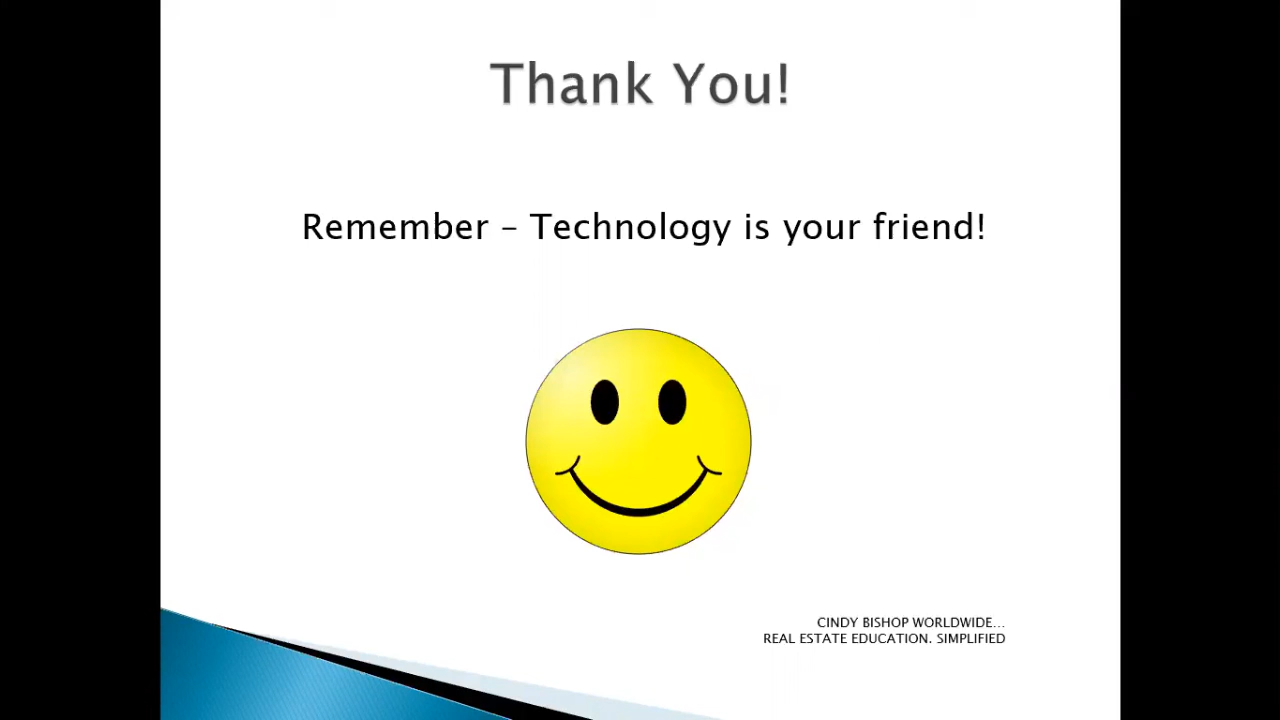 Thank You!
Remember – Technology is your friend!
CINDY BISHOP WORLDWIDE...
REAL ESTATE EDUCATION. SIMPLIFIED